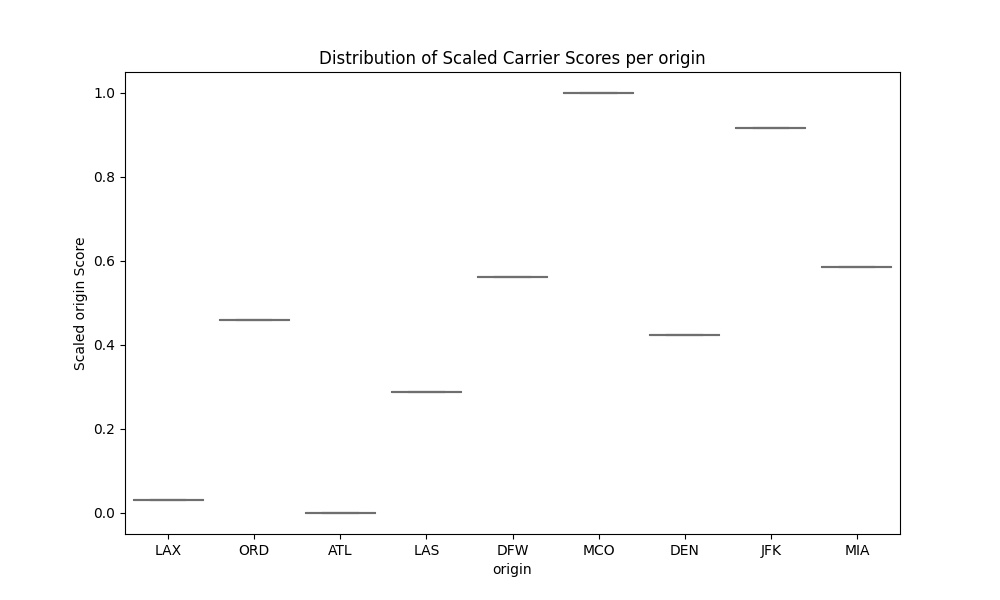 Distribution of Scaled Carrier Scores per origin
Scaled origin Score
1.0
0.8
0.6
0.4
0.2
0.0
LAX ORD ATL LAS DFW MCO DEN JFK MIA
origin